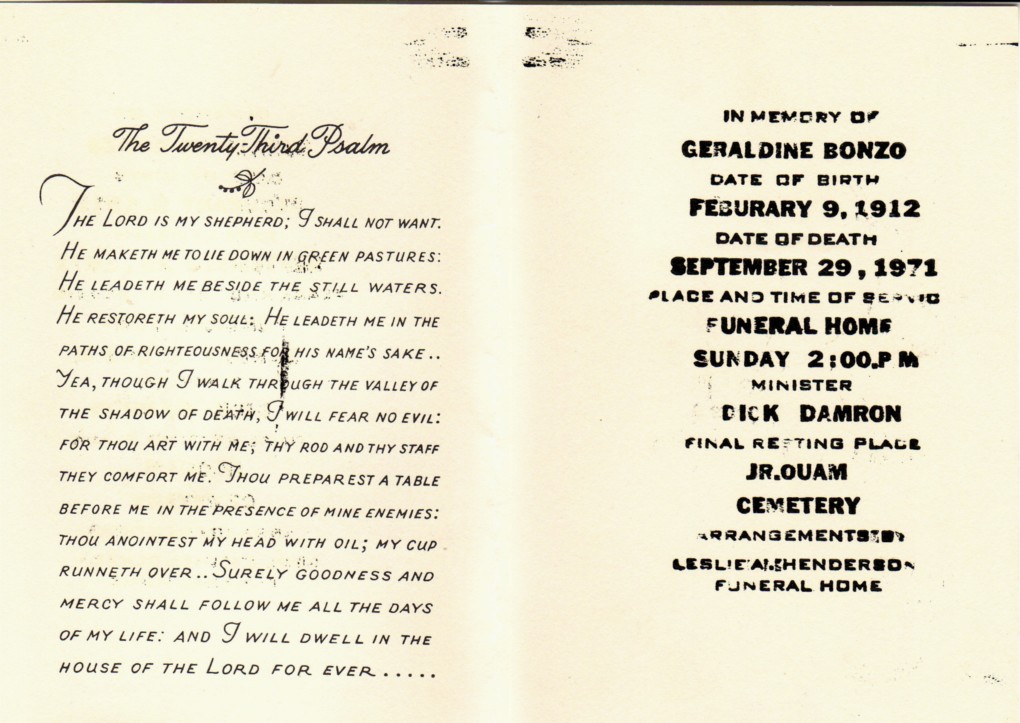 The Twenty-Third Psalm
The Lord is my shepherd; I shall not want.
He maketh me to lie down in green pastures:
He leadeth me beside the still waters.
He restoreth my soul: He leadeth me in the
paths of righteousness for his name's sake..
Yea, though I walk through the valley of
the shadow of death, I will fear no evil:
for thou art with me; thy rod and thy staff
they comfort me. Thou preparest a table
before me in the presence of mine enemies:
thou anointest my head with oil; my cup
runneth over.. Surely goodness and
mercy shall follow me all the days
of my life: and I will dwell in the
house of the Lord for ever.....
IN MEMORY OF
GERALDINE BONZO
DATE OF BIRTH
FEBURARY 9, 1912
DATE OF DEATH
SEPTEMBER 29, 1971
PLACE AND TIME OF SERVIC
FUNERAL HOME
SUNDAY 2:00.PM
MINISTER
DICK DAMRON
FINAL RESTING PLACE
JR.OUAM
CEMETERY
ARRANGEMENTS BY
LESLIE A. HENDERSON
FUNERAL HOME